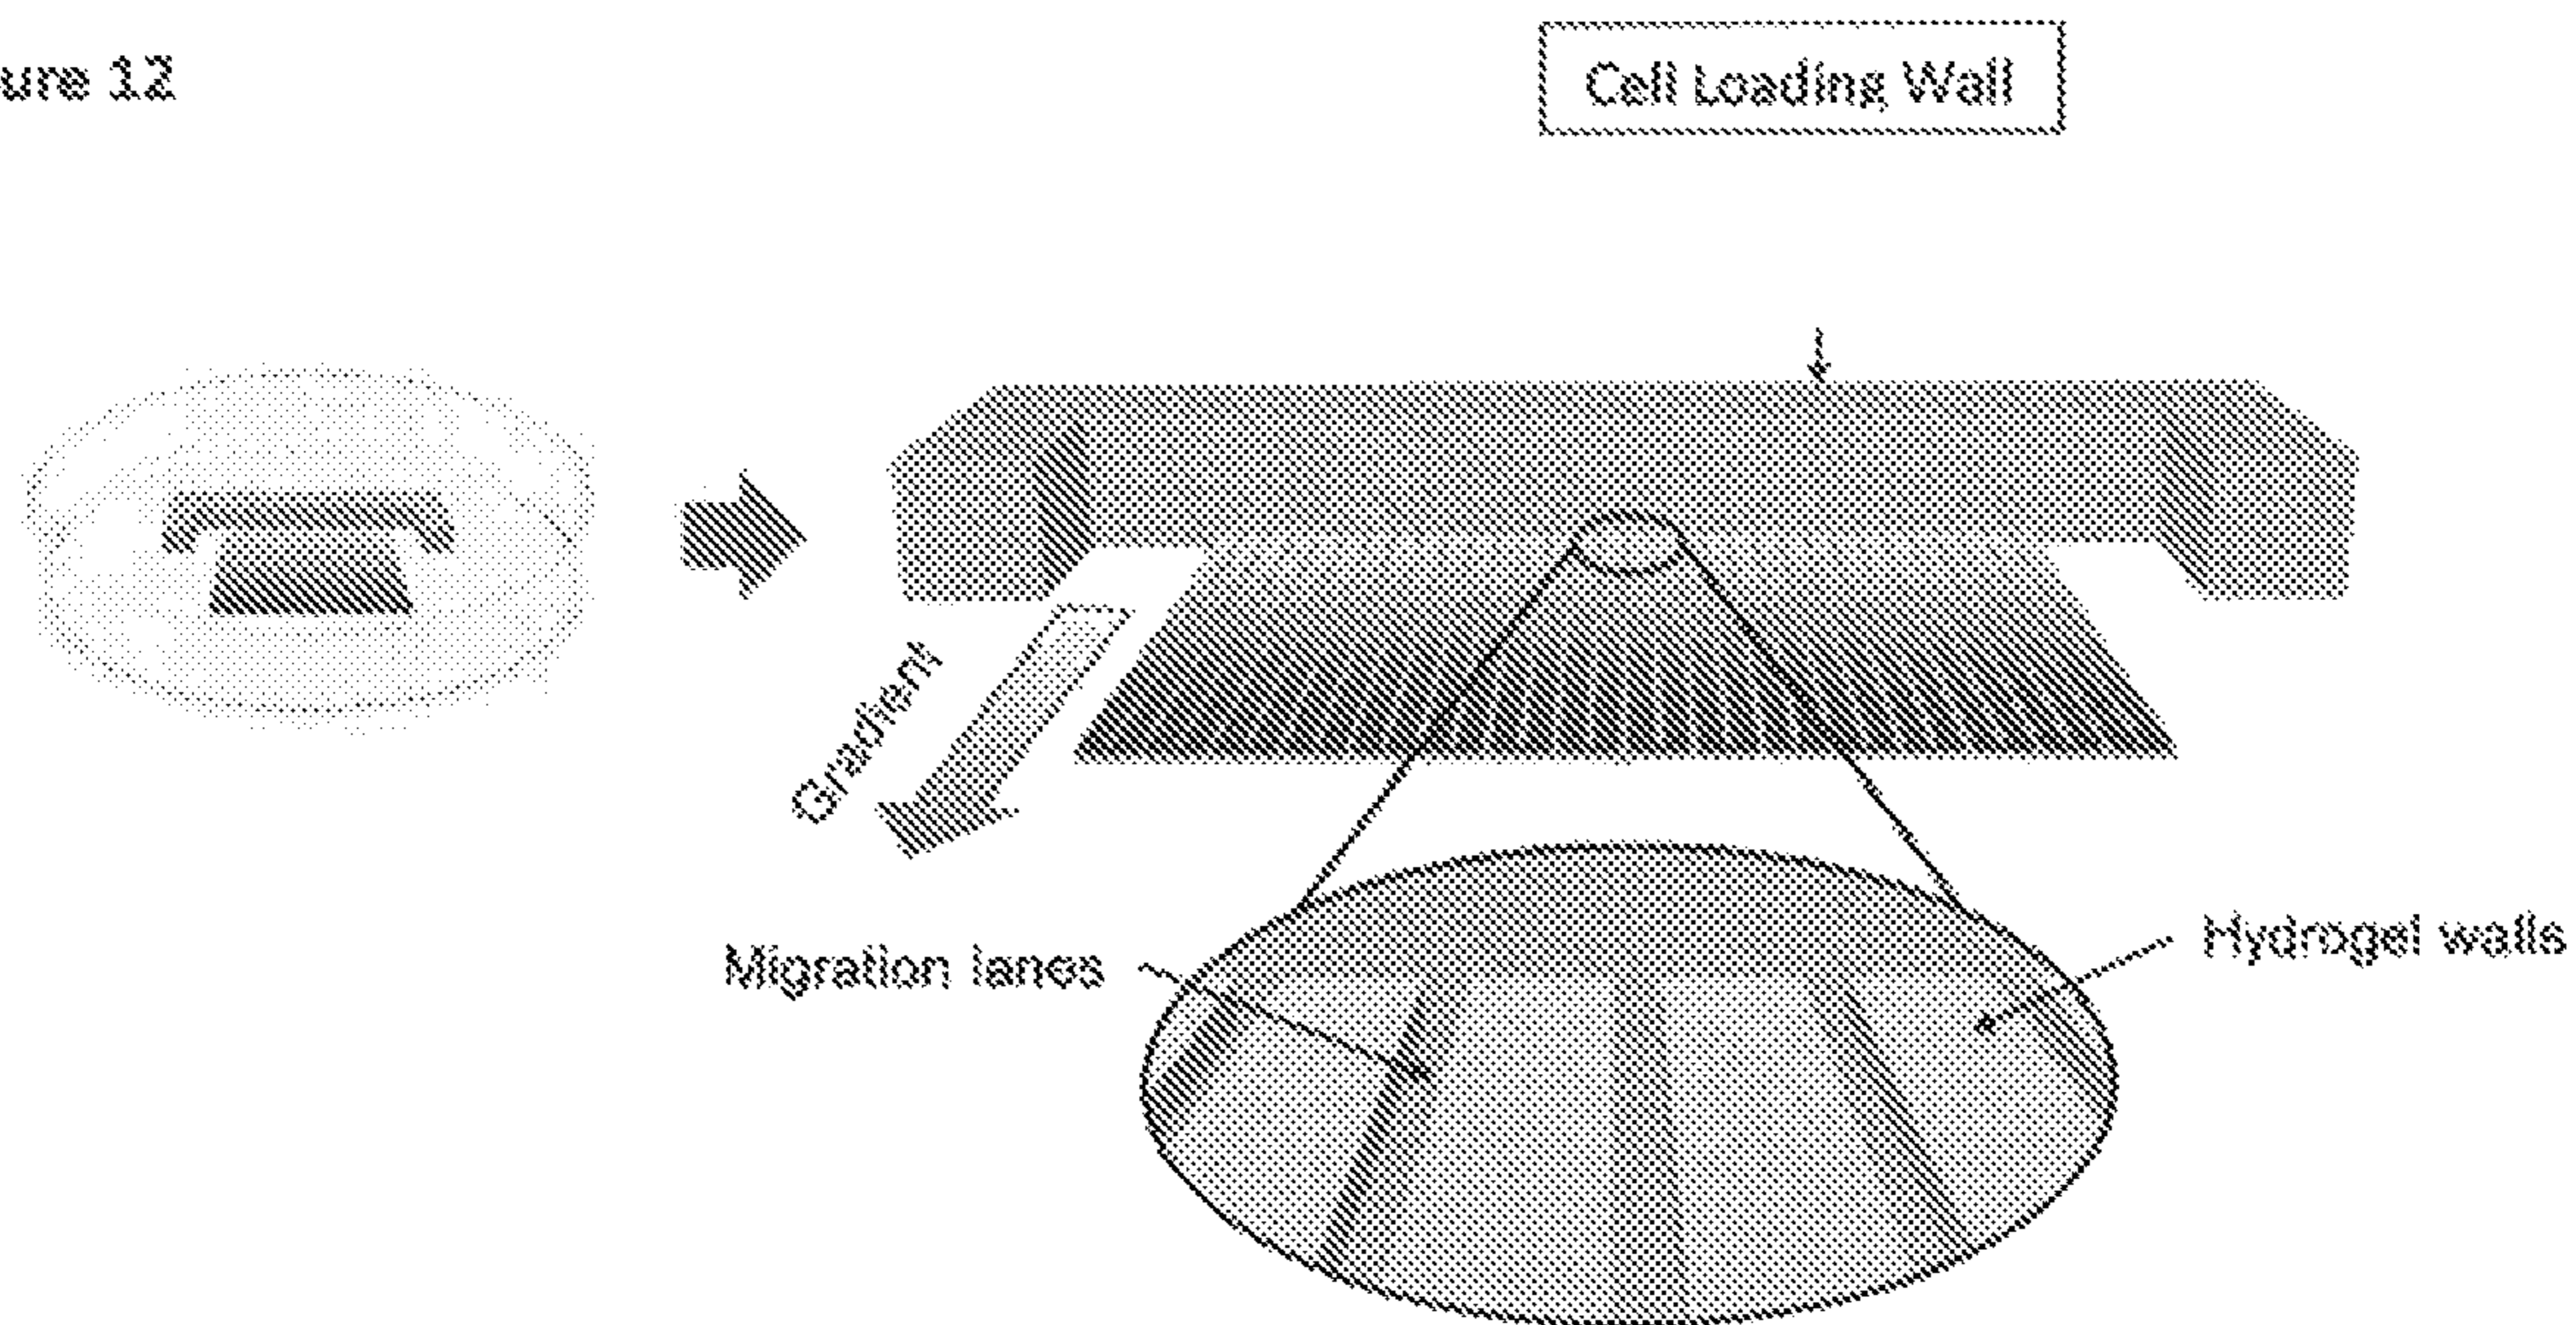 ure 12
Cell Loading Wall
Gradient
Migration lanes
Hydrogel walls